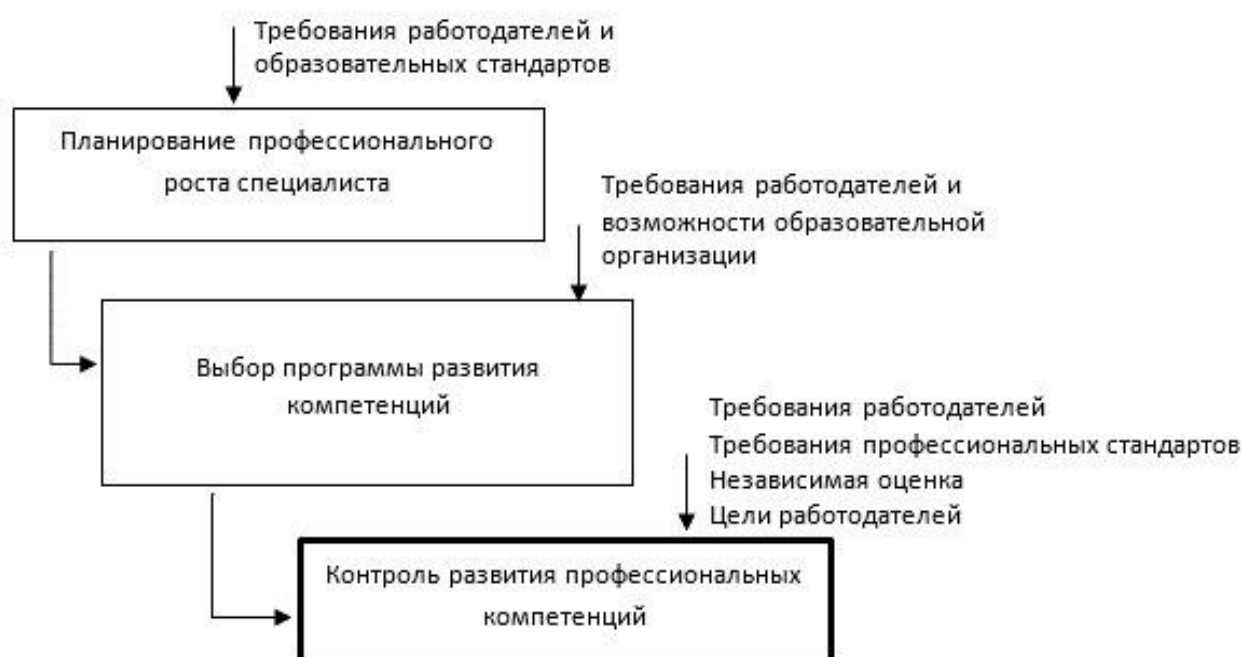 Требования работодателей и
образовательных стандартов
Планирование профессионального
роста специалиста
Требования работодателей и
возможности образовательной
организации
Выбор программы развития
компетенций
Требования работодателей
Требования профессиональных стандартов
Независимая оценка
Цели работодателей
Контроль развития профессиональных
компетенций